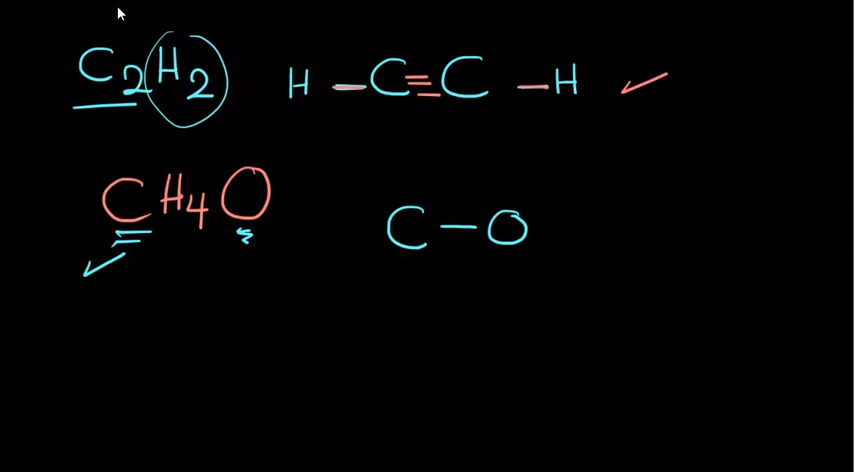 C2H2 H—C≡C—H ✓
CH4O C—O
✓